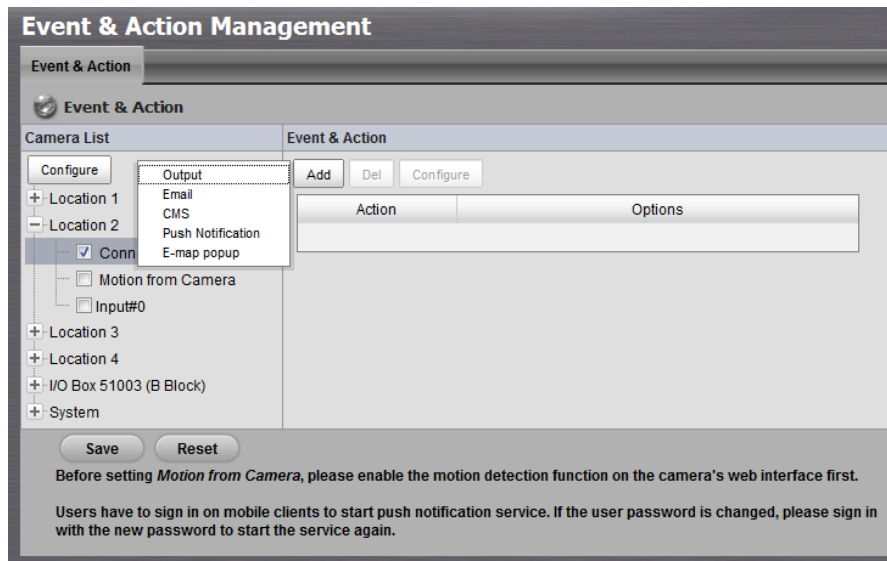 Event & Action Management
Event & Action
Event & Action
Camera List
Event & Action
Configure
Output
Email
CMS
Push Notification
E-map popup
Add Del Configure
Action Options
Location 1
Location 2
Conn
Motion from Camera
Input#0
Location 3
Location 4
I/O Box 51003 (B Block)
System
Save Reset
Before setting Motion from Camera, please enable the motion detection function on the camera's web interface first.
Users have to sign in on mobile clients to start push notification service. If the user password is changed, please sign in
with the new password to start the service again.